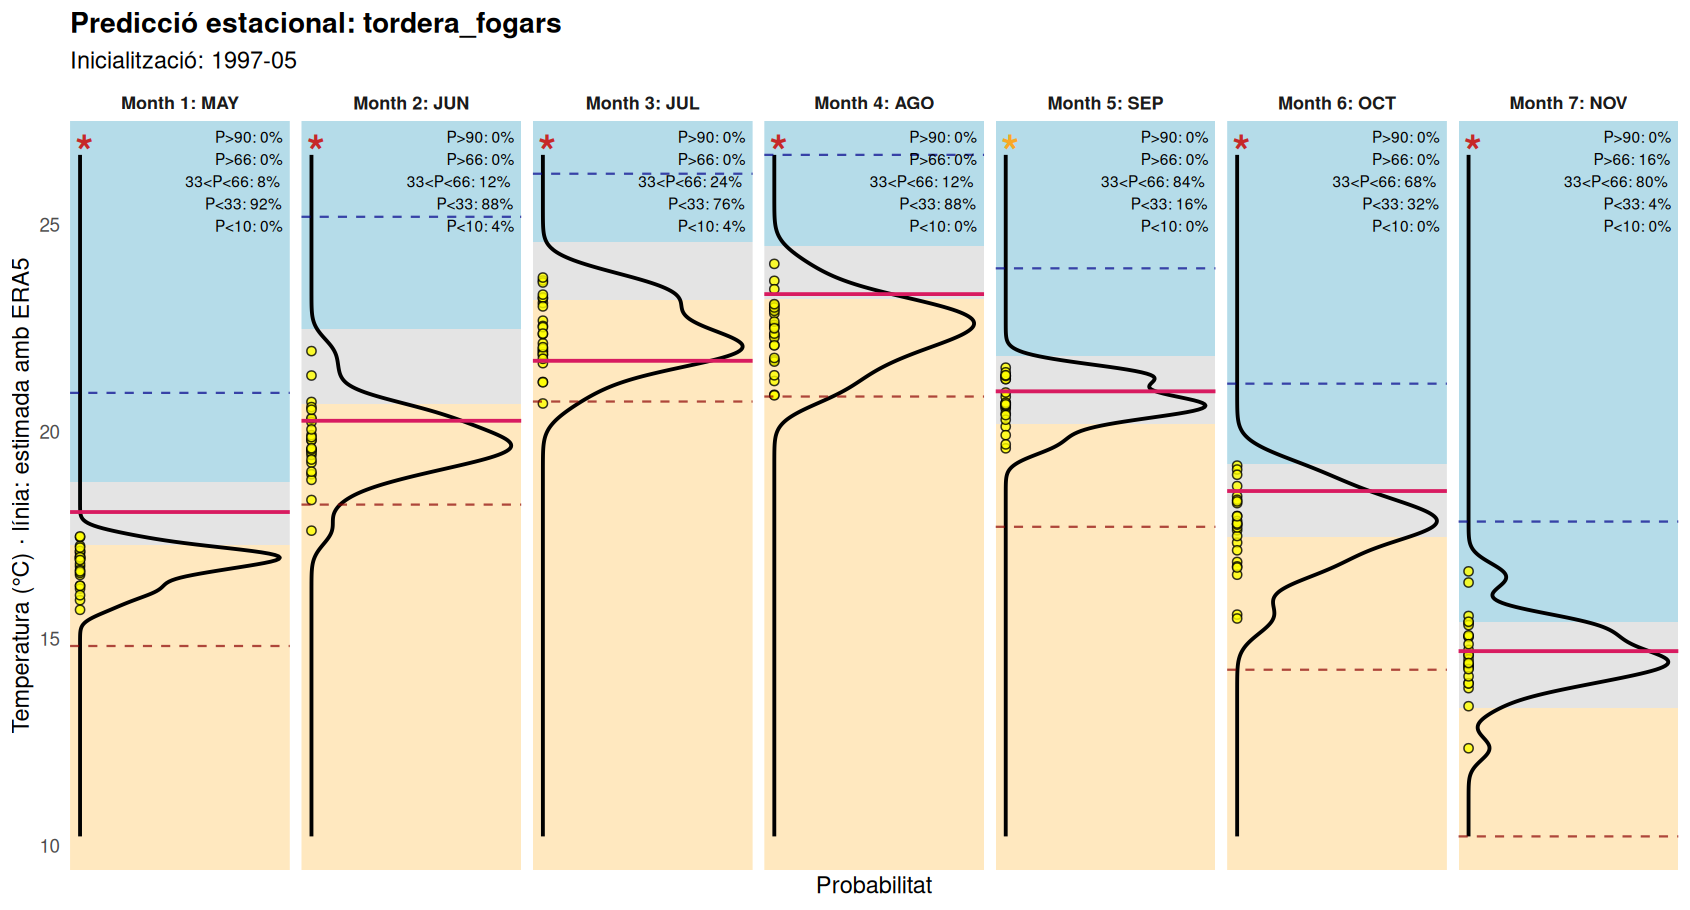 Predicció estacional: tordera_fogars
Inicialització: 1997-05
Month 1: MAY
Month 2: JUN
Month 3: JUL
Month 4: AGO
Month 5: SEP
Month 6: OCT
Month 7: NOV
*
P>90: 0%
P>66: 0%
33<P<66: 8%
P<33: 92%
P<10: 0%
*
P>90: 0%
P>66: 0%
33<P<66: 12%
P<33: 88%
P<10: 4%
*
P>90: 0%
P>66: 0%
33<P<66: 24%
P<33: 76%
P<10: 4%
*
P>90: 0%
P>66: 0%
33<P<66: 12%
P<33: 88%
P<10: 0%
*
P>90: 0%
P>66: 0%
33<P<66: 84%
P<33: 16%
P<10: 0%
*
P>90: 0%
P>66: 0%
33<P<66: 68%
P<33: 32%
P<10: 0%
*
P>90: 0%
P>66: 16%
33<P<66: 80%
P<33: 4%
P<10: 0%
25
20
15
10
Temperatura (°C) · línia: estimada amb ERA5
Probabilitat